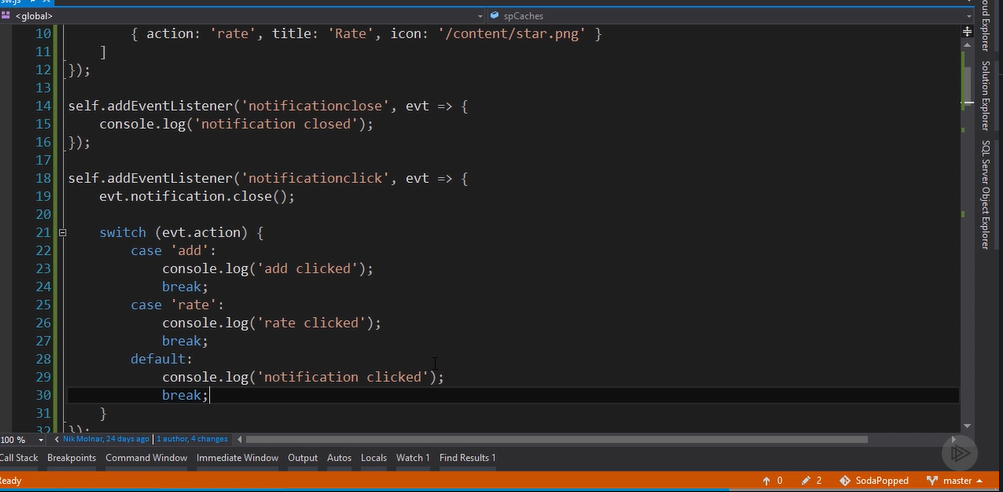 sw.js
<global>
spCaches
10 { action: 'rate', title: 'Rate', icon: '/content/star.png' }
11 ]
12 });
13
14 self.addEventListener('notificationclose', evt => {
15 console.log('notification closed');
16 });
17
18 self.addEventListener('notificationclick', evt => {
19 evt.notification.close();
20
21 switch (evt.action) {
22 case 'add':
23 console.log('add clicked');
24 break;
25 case 'rate':
26 console.log('rate clicked');
27 break;
28 default:
29 console.log('notification clicked');
30 break;
31 }
32 });
Cloud Explorer
Solution Explorer
SQL Server Object Explorer
100 % Nik Molnar, 24 days ago | 1 author, 4 changes
Call Stack Breakpoints Command Window Immediate Window Output Autos Locals Watch 1 Find Results 1
Ready 0 2 SodaPopped master